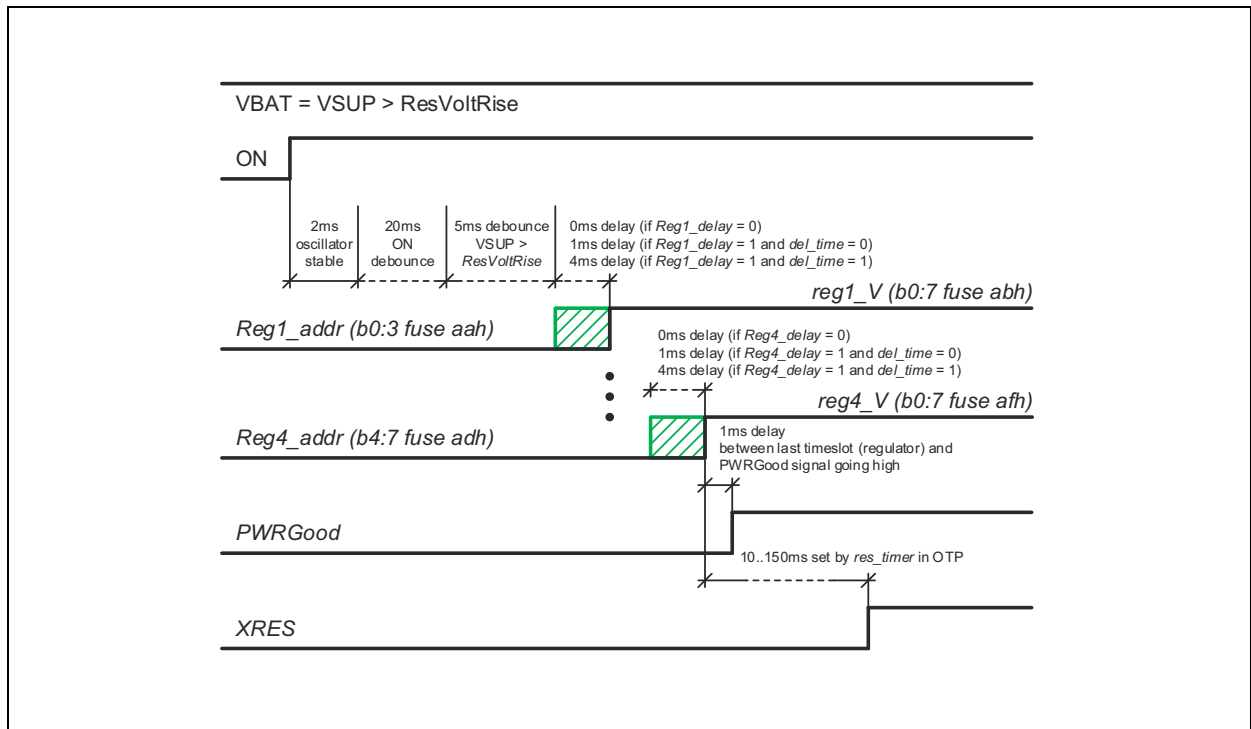 VBAT = VSUP > ResVoltRise
ON
2ms
oscillator
stable
20ms
ON
debounce
5ms debounce
VSUP >
ResVoltRise
0ms delay (if Reg1_delay = 0)
1ms delay (if Reg1_delay = 1 and del_time = 0)
4ms delay (if Reg1_delay = 1 and del_time = 1)
reg1_V (b0:7 fuse abh)
Reg1_addr (b0:3 fuse aah)
0ms delay (if Reg4_delay = 0)
1ms delay (if Reg4_delay = 1 and del_time = 0)
4ms delay (if Reg4_delay = 1 and del_time = 1)
reg4_V (b0:7 fuse afh)
Reg4_addr (b4:7 fuse adh)
1ms delay
between last timeslot (regulator) and
PWRGood signal going high
PWRGood
10..150ms set by res_timer in OTP
XRES